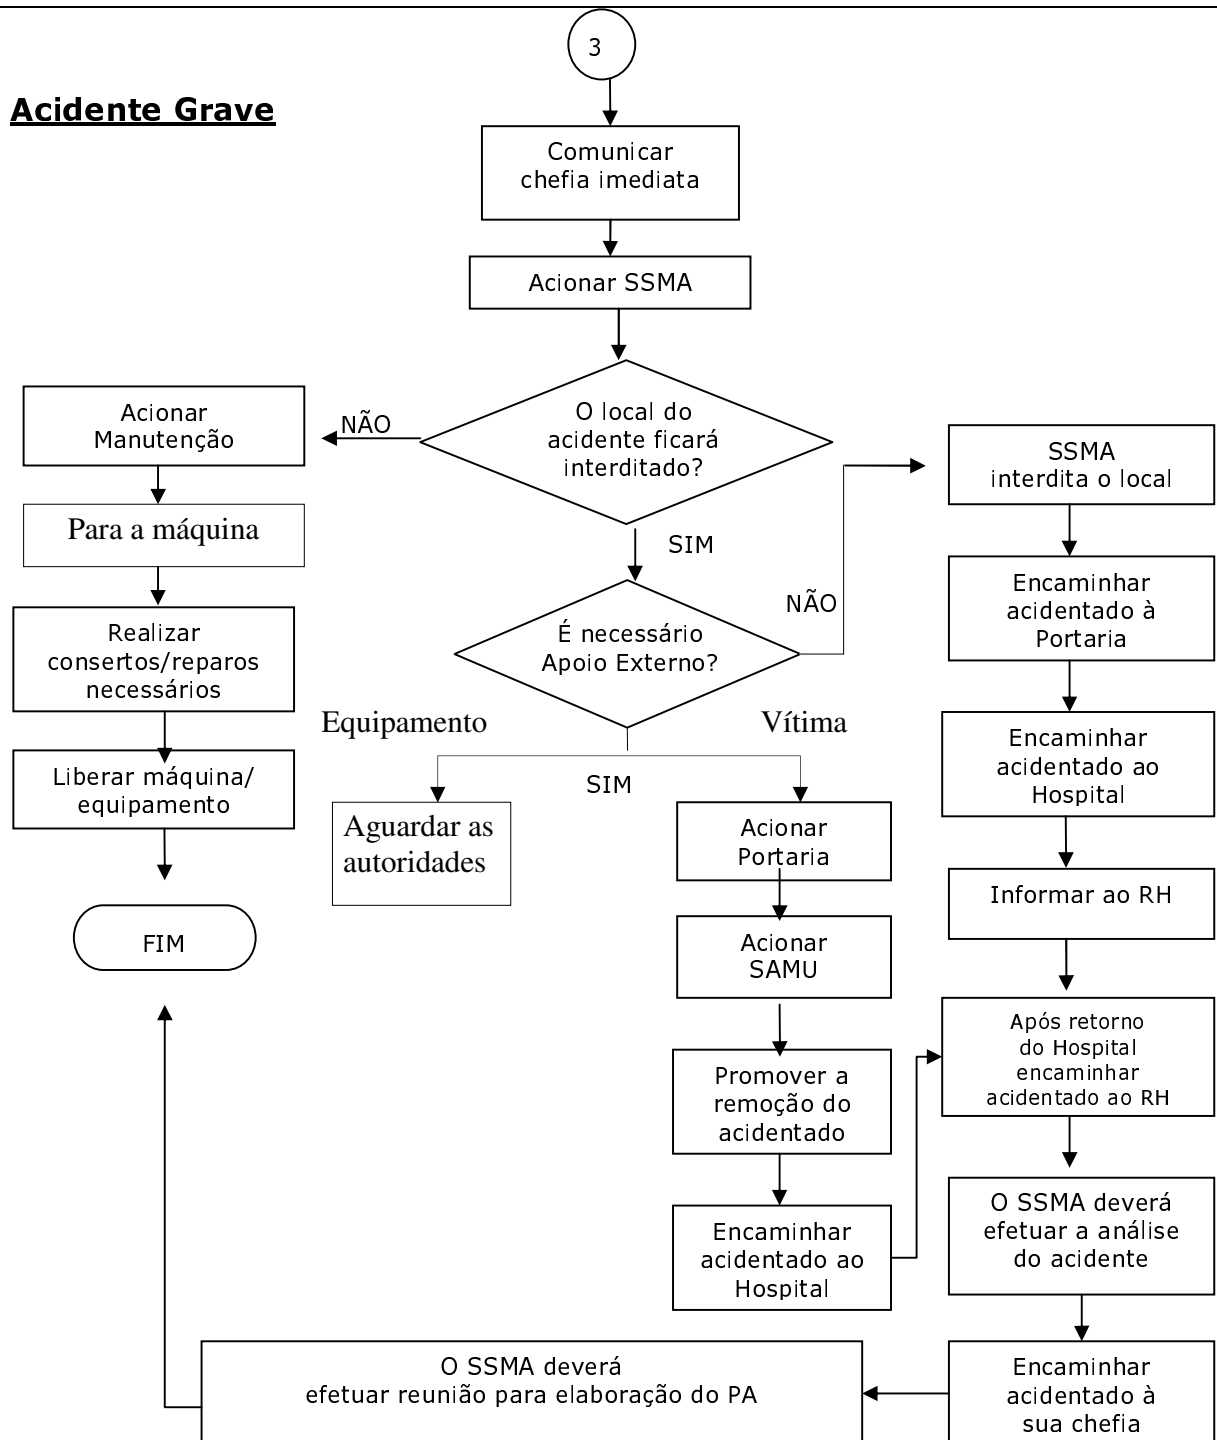 3
Acidente Grave
Comunicar
chefia imediata
Acionar SSMA
O local do
acidente ficará
interditado?
NÃO
Acionar
Manutenção
Para a máquina
Realizar
consertos/reparos
necessários
Liberar máquina/
equipamento
FIM
SIM
É necessário
Apoio Externo?
NÃO
Equipamento
Vítima
SIM
Aguardar as
autoridades
Acionar
Portaria
Acionar
SAMU
Promover a
remoção do
acidentado
Encaminhar
acidentado ao
Hospital
SSMA
interdita o local
Encaminhar
acidentado à
Portaria
Encaminhar
acidentado ao
Hospital
Informar ao RH
Após retorno
do Hospital
encaminhar
acidentado ao RH
O SSMA deverá
efetuar a análise
do acidente
Encaminhar
acidentado à
sua chefia
O SSMA deverá
efetuar reunião para elaboração do PA